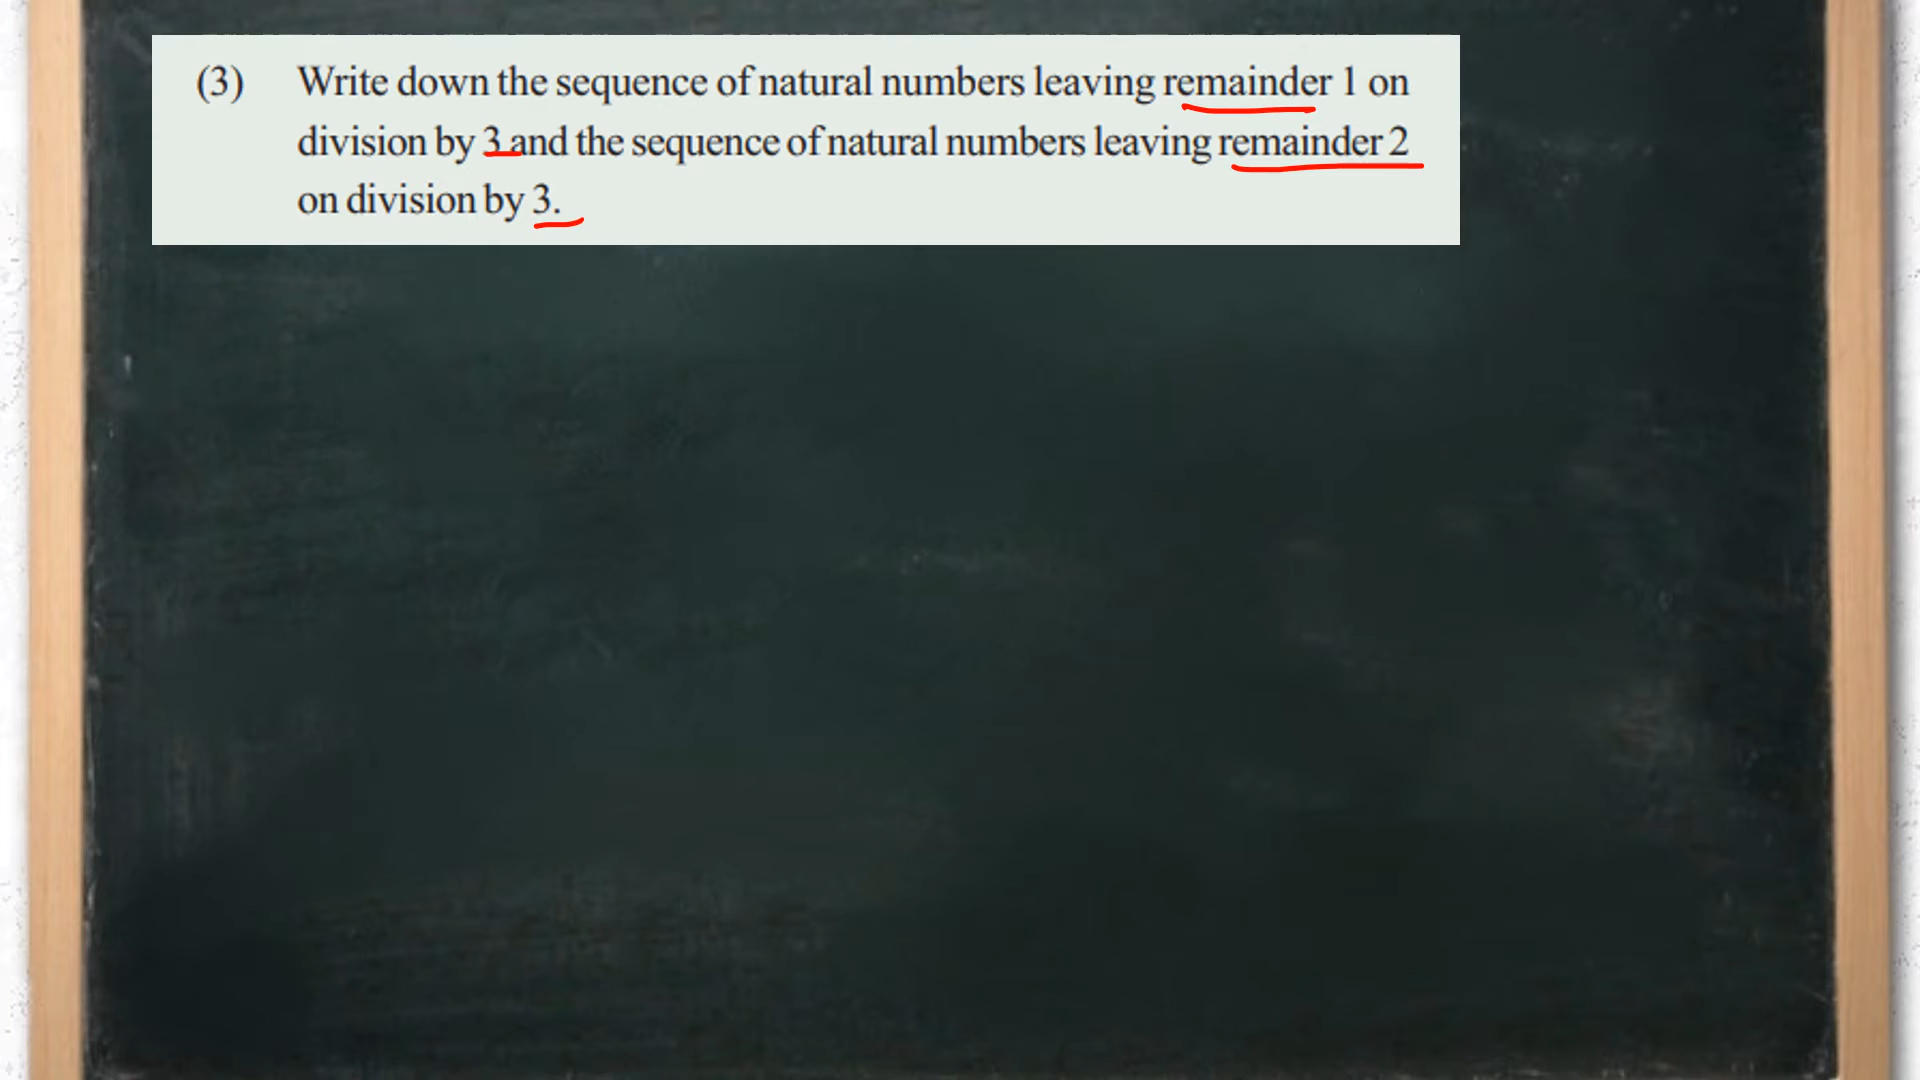 (3) Write down the sequence of natural numbers leaving remainder 1 on
division by 3 and the sequence of natural numbers leaving remainder 2
on division by 3.